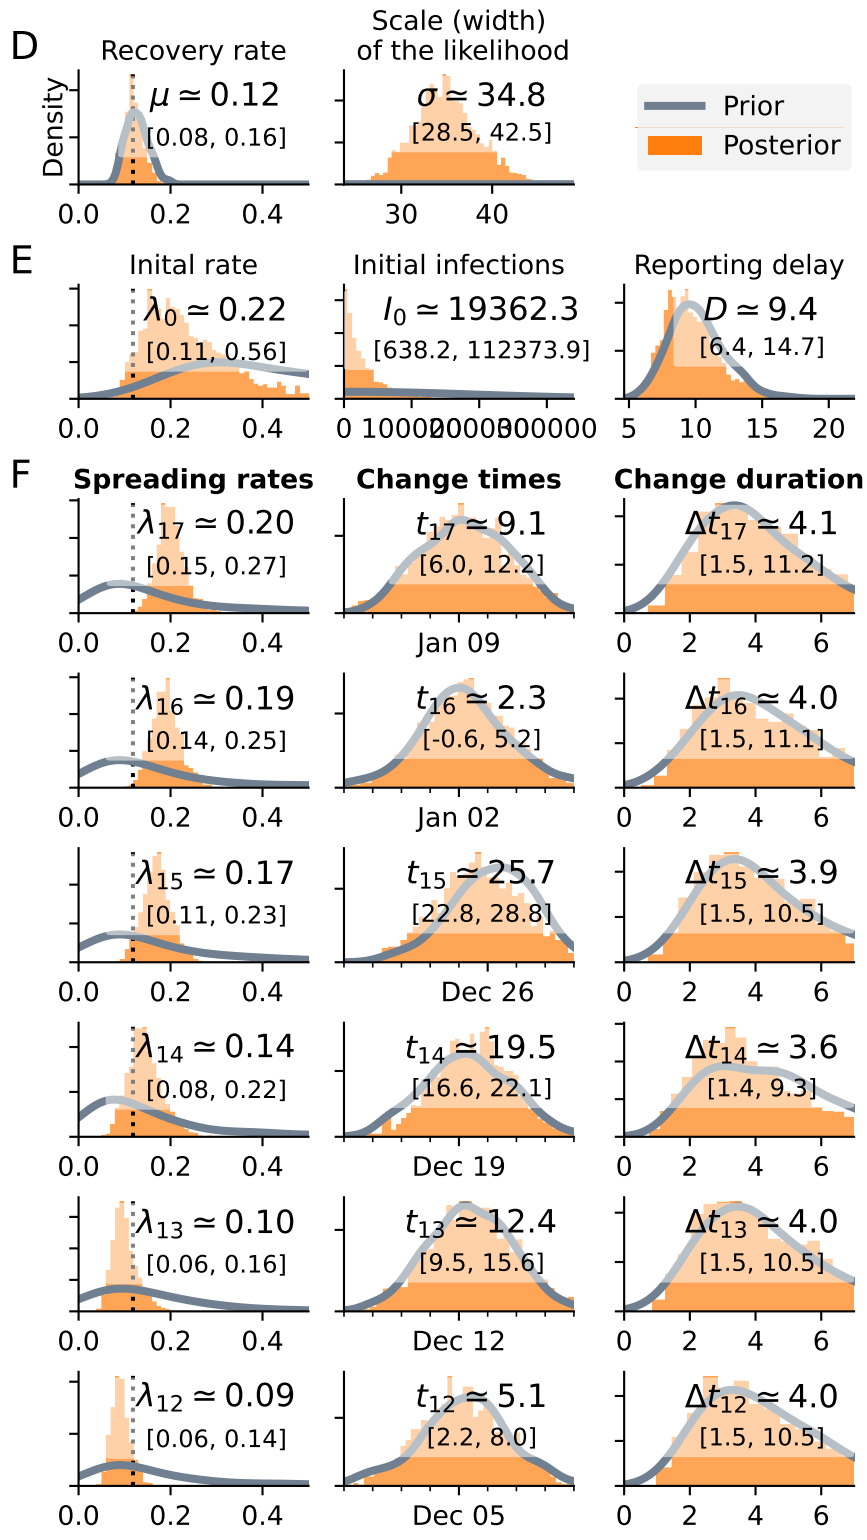 D
Recovery rate
Scale (width)
of the likelihood
Density
μ ≃ 0.12
[0.08, 0.16]
σ ≃ 34.8
[28.5, 42.5]
Prior
Posterior
0.0 0.2 0.4
30 40
E
Inital rate
Initial infections
Reporting delay
λ0 ≃ 0.22
[0.11, 0.56]
I0 ≃ 19362.3
[638.2, 112373.9]
D ≃ 9.4
[6.4, 14.7]
0.0 0.2 0.4
0 100000 200000 300000
5 10 15 20
F
Spreading rates
Change times
Change duration
λ17 ≃ 0.20
[0.15, 0.27]
t17 ≃ 9.1
[6.0, 12.2]
Δt17 ≃ 4.1
[1.5, 11.2]
0.0 0.2 0.4
Jan 09
0 2 4 6
λ16 ≃ 0.19
[0.14, 0.25]
t16 ≃ 2.3
[-0.6, 5.2]
Δt16 ≃ 4.0
[1.5, 11.1]
0.0 0.2 0.4
Jan 02
0 2 4 6
λ15 ≃ 0.17
[0.11, 0.23]
t15 ≃ 25.7
[22.8, 28.8]
Δt15 ≃ 3.9
[1.5, 10.5]
0.0 0.2 0.4
Dec 26
0 2 4 6
λ14 ≃ 0.14
[0.08, 0.22]
t14 ≃ 19.5
[16.6, 22.1]
Δt14 ≃ 3.6
[1.4, 9.3]
0.0 0.2 0.4
Dec 19
0 2 4 6
λ13 ≃ 0.10
[0.06, 0.16]
t13 ≃ 12.4
[9.5, 15.6]
Δt13 ≃ 4.0
[1.5, 10.5]
0.0 0.2 0.4
Dec 12
0 2 4 6
λ12 ≃ 0.09
[0.06, 0.14]
t12 ≃ 5.1
[2.2, 8.0]
Δt12 ≃ 4.0
[1.5, 10.5]
0.0 0.2 0.4
Dec 05
0 2 4 6